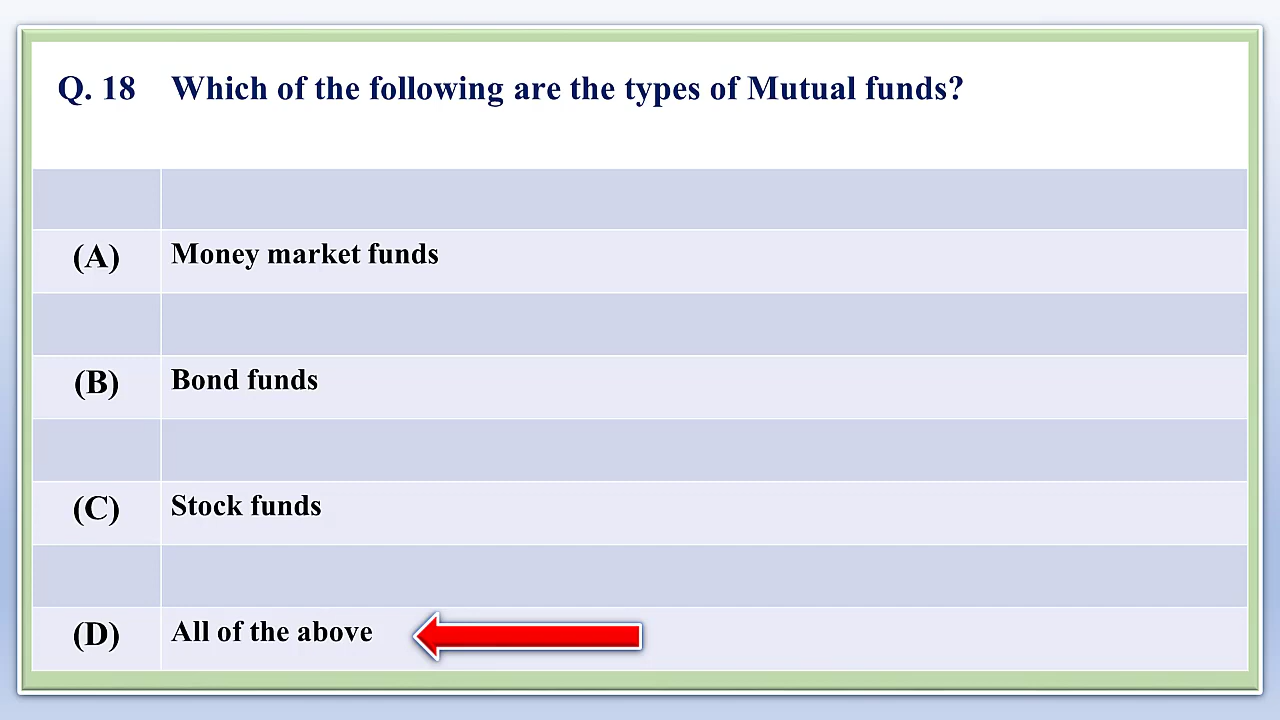 Q. 18 Which of the following are the types of Mutual funds?
(A) Money market funds
(B) Bond funds
(C) Stock funds
(D) All of the above